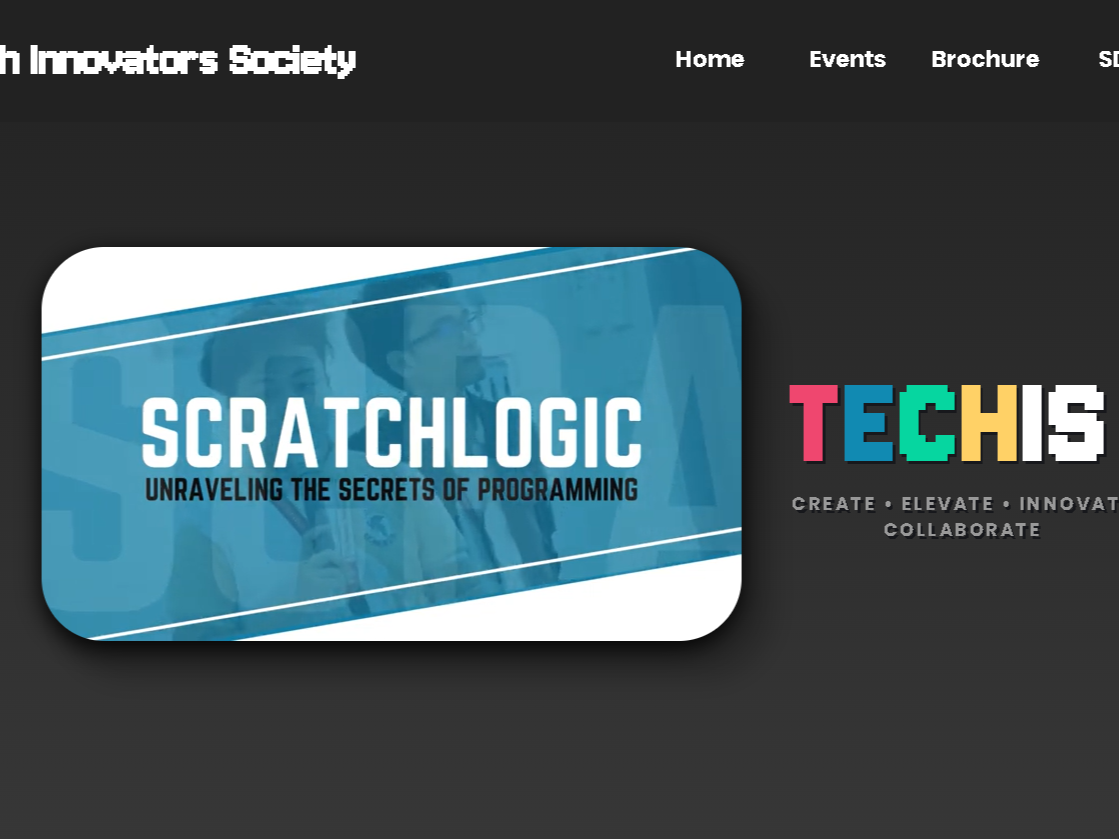 h Innovators Society
Home Events Brochure SD
SCRATCHLOGIC
UNRAVELING THE SECRETS OF PROGRAMMING
TECHIS
CREATE • ELEVATE • INNOVAT
COLLABORATE